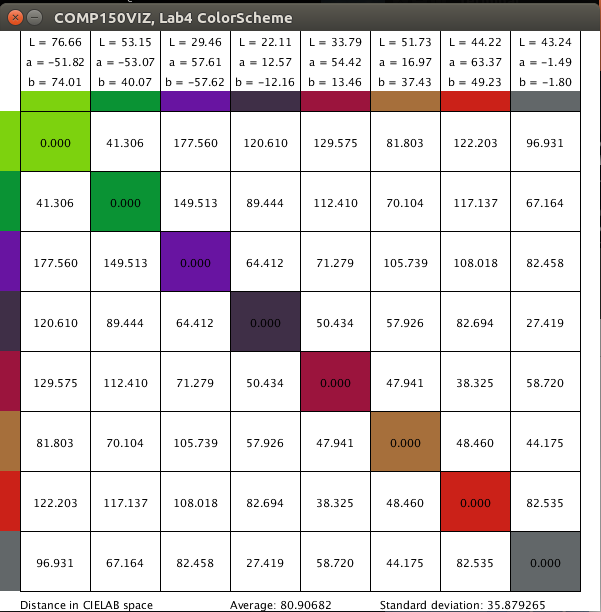 COMP150VIZ, Lab4 ColorScheme
L = 76.66 L = 53.15 L = 29.46 L = 22.11 L = 33.79 L = 51.73 L = 44.22 L = 43.24
a = −51.82 a = −53.07 a = 57.61 a = 12.57 a = 54.42 a = 16.97 a = 63.37 a = −1.49
b = 74.01 b = 40.07 b = −57.62 b = −12.16 b = 13.46 b = 37.43 b = 49.23 b = −1.80
0.000 41.306 177.560 120.610 129.575 81.803 122.203 96.931
41.306 0.000 149.513 89.444 112.410 70.104 117.137 67.164
177.560 149.513 0.000 64.412 71.279 105.739 108.018 82.458
120.610 89.444 64.412 0.000 50.434 57.926 82.694 27.419
129.575 112.410 71.279 50.434 0.000 47.941 38.325 58.720
81.803 70.104 105.739 57.926 47.941 0.000 48.460 44.175
122.203 117.137 108.018 82.694 38.325 48.460 0.000 82.535
96.931 67.164 82.458 27.419 58.720 44.175 82.535 0.000
Distance in CIELAB space Average: 80.90682 Standard deviation: 35.879265